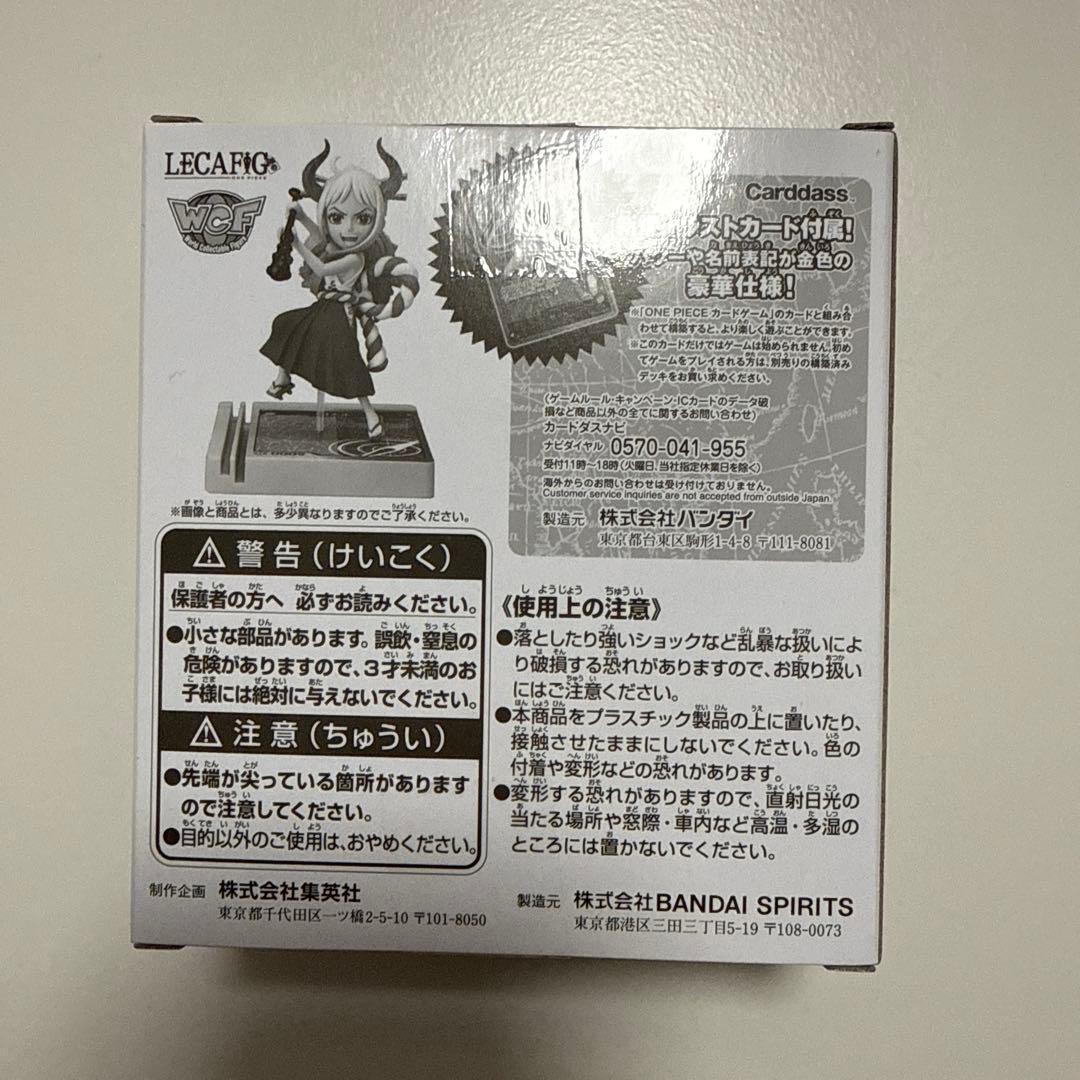 LECAFIG
ONE PIECE
WCF
World Collectable Figure
Carddass
ストカード付属!
ーや名前表記が金色の
豪華仕様!
※「ONE PIECE カードゲーム」のカードと組み合
わせて構築すると、より楽しく遊ぶことができます。
※このカードだけではゲームは始められません。初め
てゲームをプレイされる方は、別売りの構築済み
デッキをお買い求めください。
(ゲームルール・キャンペーン・ICカードのデータ破
損など商品以外の全てに関するお問い合わせ)
カードダスナビ
ナビダイヤル 0570-041-955
受付11時〜18時(火曜日、当社指定休業日を除く)
海外からのお問い合わせは受け付けておりません。
Customer service inquiries are not accepted from outside Japan.
製造元 株式会社バンダイ
東京都台東区駒形1-4-8 〒111-8081
※画像と商品とは、多少異なりますのでご了承ください。
警告(けいこく)
保護者の方へ 必ずお読みください。
●小さな部品があります。誤飲・窒息の
危険がありますので、3才未満のお
子様には絶対に与えないでください。
注意(ちゅうい)
●先端が尖っている箇所があります
ので注意してください。
●目的以外のご使用は、おやめください。
制作企画 株式会社集英社
東京都千代田区一ツ橋2-5-10 〒101-8050
《使用上の注意》
●落としたり強いショックなど乱暴な扱いによ
り破損する恐れがありますので、お取り扱い
にはご注意ください。
●本商品をプラスチック製品の上に置いたり、
接触させたままにしないでください。色の
付着や変形などの恐れがあります。
●変形する恐れがありますので、直射日光の
当たる場所や窓際・車内など高温・多湿の
ところには置かないでください。
製造元 株式会社BANDAI SPIRITS
東京都港区三田三丁目5-19 〒108-0073